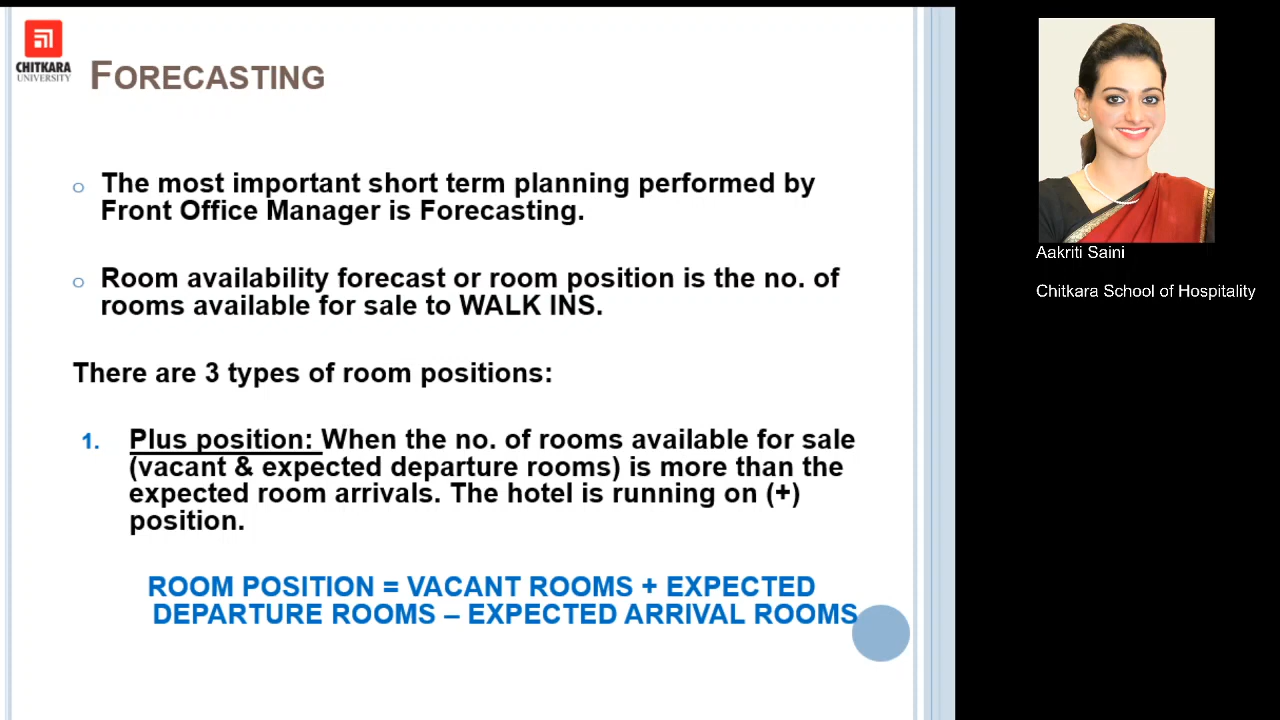 CHITKARA
UNIVERSITY
FORECASTING
The most important short term planning performed by
Front Office Manager is Forecasting.
Room availability forecast or room position is the no. of
rooms available for sale to WALK INS.
There are 3 types of room positions:
1. Plus position: When the no. of rooms available for sale
(vacant & expected departure rooms) is more than the
expected room arrivals. The hotel is running on (+)
position.
ROOM POSITION = VACANT ROOMS + EXPECTED
DEPARTURE ROOMS – EXPECTED ARRIVAL ROOMS
Aakriti Saini
Chitkara School of Hospitality